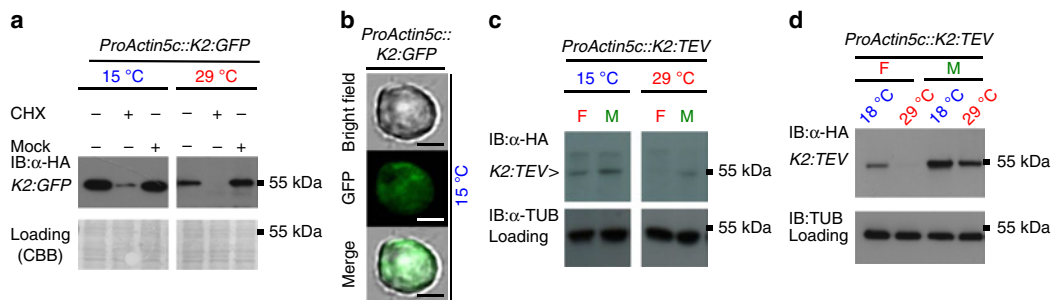 a
ProActin5c::K2:GFP
15 °C 29 °C
CHX – + – – + –
Mock – – + – – +
IB:α-HA
K2:GFP
55 kDa
55 kDa
Loading
(CBB)
b
ProActin5c::
K2:GFP
Bright field
GFP
Merge
15 °C
c
ProActin5c::K2:TEV
15 °C 29 °C
F M F M
IB:α-HA
K2:TEV>
55 kDa
IB:α-TUB
Loading
55 kDa
d
ProActin5c::K2:TEV
F M
18 °C 29 °C 18 °C 29 °C
IB:α-HA
K2:TEV
55 kDa
IB:TUB
Loading
55 kDa